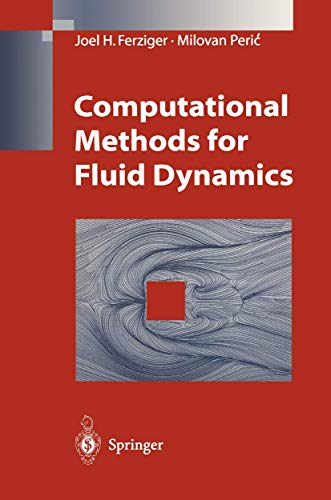 Joel H. Ferziger · Milovan Perić
Computational
Methods for
Fluid Dynamics
Springer